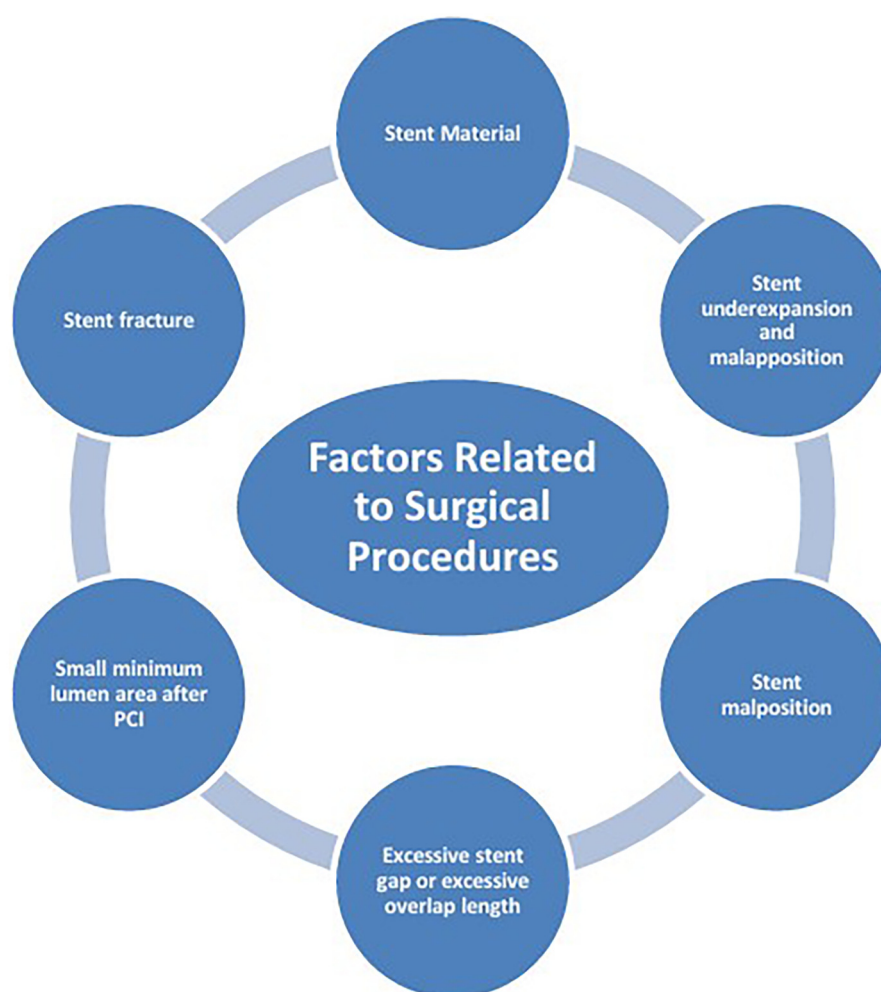 Stent Material
Stent
underexpansion
and
malapposition
Stent
malposition
Excessive stent
gap or excessive
overlap length
Small minimum
lumen area after
PCI
Stent fracture
Factors Related
to Surgical
Procedures